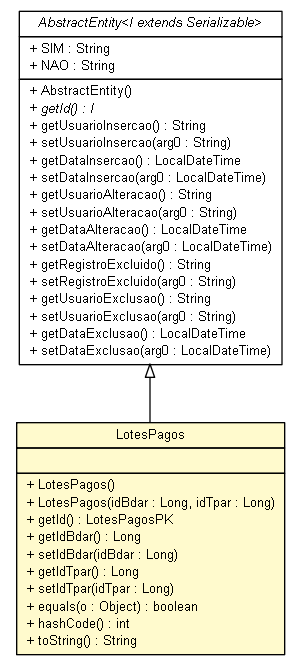 AbstractEntity<I extends Serializable>
+ SIM : String
+ NAO : String
+ AbstractEntity()
+ getId() : I
+ getUsuarioInsercao() : String
+ setUsuarioInsercao(arg0 : String)
+ getDataInsercao() : LocalDateTime
+ setDataInsercao(arg0 : LocalDateTime)
+ getUsuarioAlteracao() : String
+ setUsuarioAlteracao(arg0 : String)
+ getDataAlteracao() : LocalDateTime
+ setDataAlteracao(arg0 : LocalDateTime)
+ getRegistroExcluido() : String
+ setRegistroExcluido(arg0 : String)
+ getUsuarioExclusao() : String
+ setUsuarioExclusao(arg0 : String)
+ getDataExclusao() : LocalDateTime
+ setDataExclusao(arg0 : LocalDateTime)
LotesPagos
+ LotesPagos()
+ LotesPagos(idBdar : Long, idTpar : Long)
+ getId() : LotesPagosPK
+ getIdBdar() : Long
+ setIdBdar(idBdar : Long)
+ getIdTpar() : Long
+ setIdTpar(idTpar : Long)
+ equals(o : Object) : boolean
+ hashCode() : int
+ toString() : String